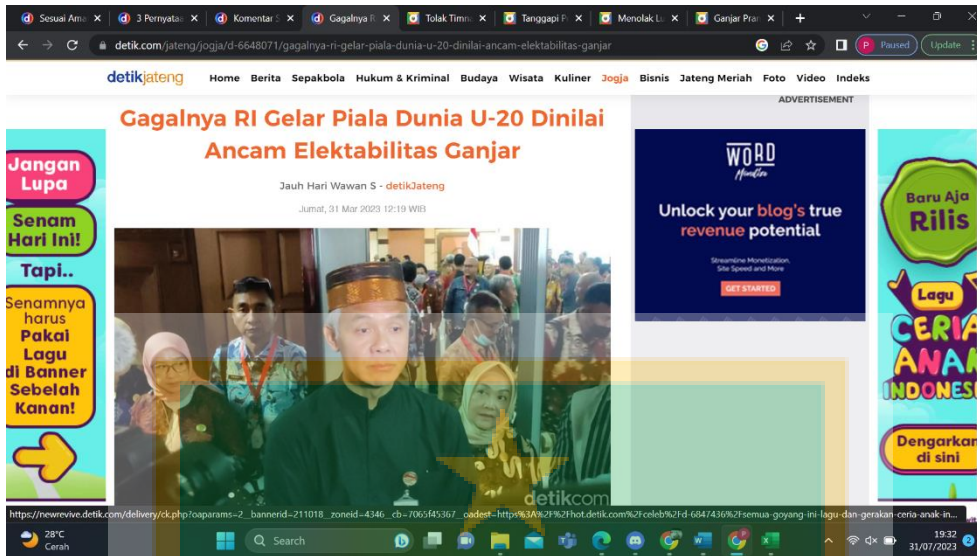 Sesuai Ama
3 Pernyataa
Komentar S
Gagalnya R
Tolak Timna
Tanggapi P
Menolak Lu
Ganjar Pran
detik.com/jateng/jogja/d-6648071/gagalnya-ri-gelar-piala-dunia-u-20-dinilai-ancam-elektabilitas-ganjar
P Paused
Update
detikjateng
Home Berita Sepakbola Hukum & Kriminal Budaya Wisata Kuliner Jogja Bisnis Jateng Meriah Foto Video Indeks
ADVERTISEMENT
Gagalnya RI Gelar Piala Dunia U-20 Dinilai
Ancam Elektabilitas Ganjar
Jauh Hari Wawan S - detikJateng
Jumat, 31 Mar 2023 12:19 WIB
Jangan
Lupa
Senam
Hari Ini!
Tapi..
Senamnya
harus
Pakai
Lagu
di Banner
Sebelah
Kanan!
detikcom
WORD
Monetize
Unlock your blog's true
revenue potential
Streamline Monetization,
Site Speed and More
GET STARTED
Baru Aja
Rilis
Lagu
CERIA
ANAK
INDONESI
Dengarkan
di sini
https://newrevive.detik.com/delivery/ck.php?oaparams=2__bannerid=211018__zoneid=4346__cb=7065f45367__oadest=https%3A%2F%2Fhot.detik.com%2Fceleb%2Fd-6847436%2Fsemua-goyang-ini-lagu-dan-gerakan-ceria-anak-in...
28°C
Cerah
Search
19:32
31/07/2023
2